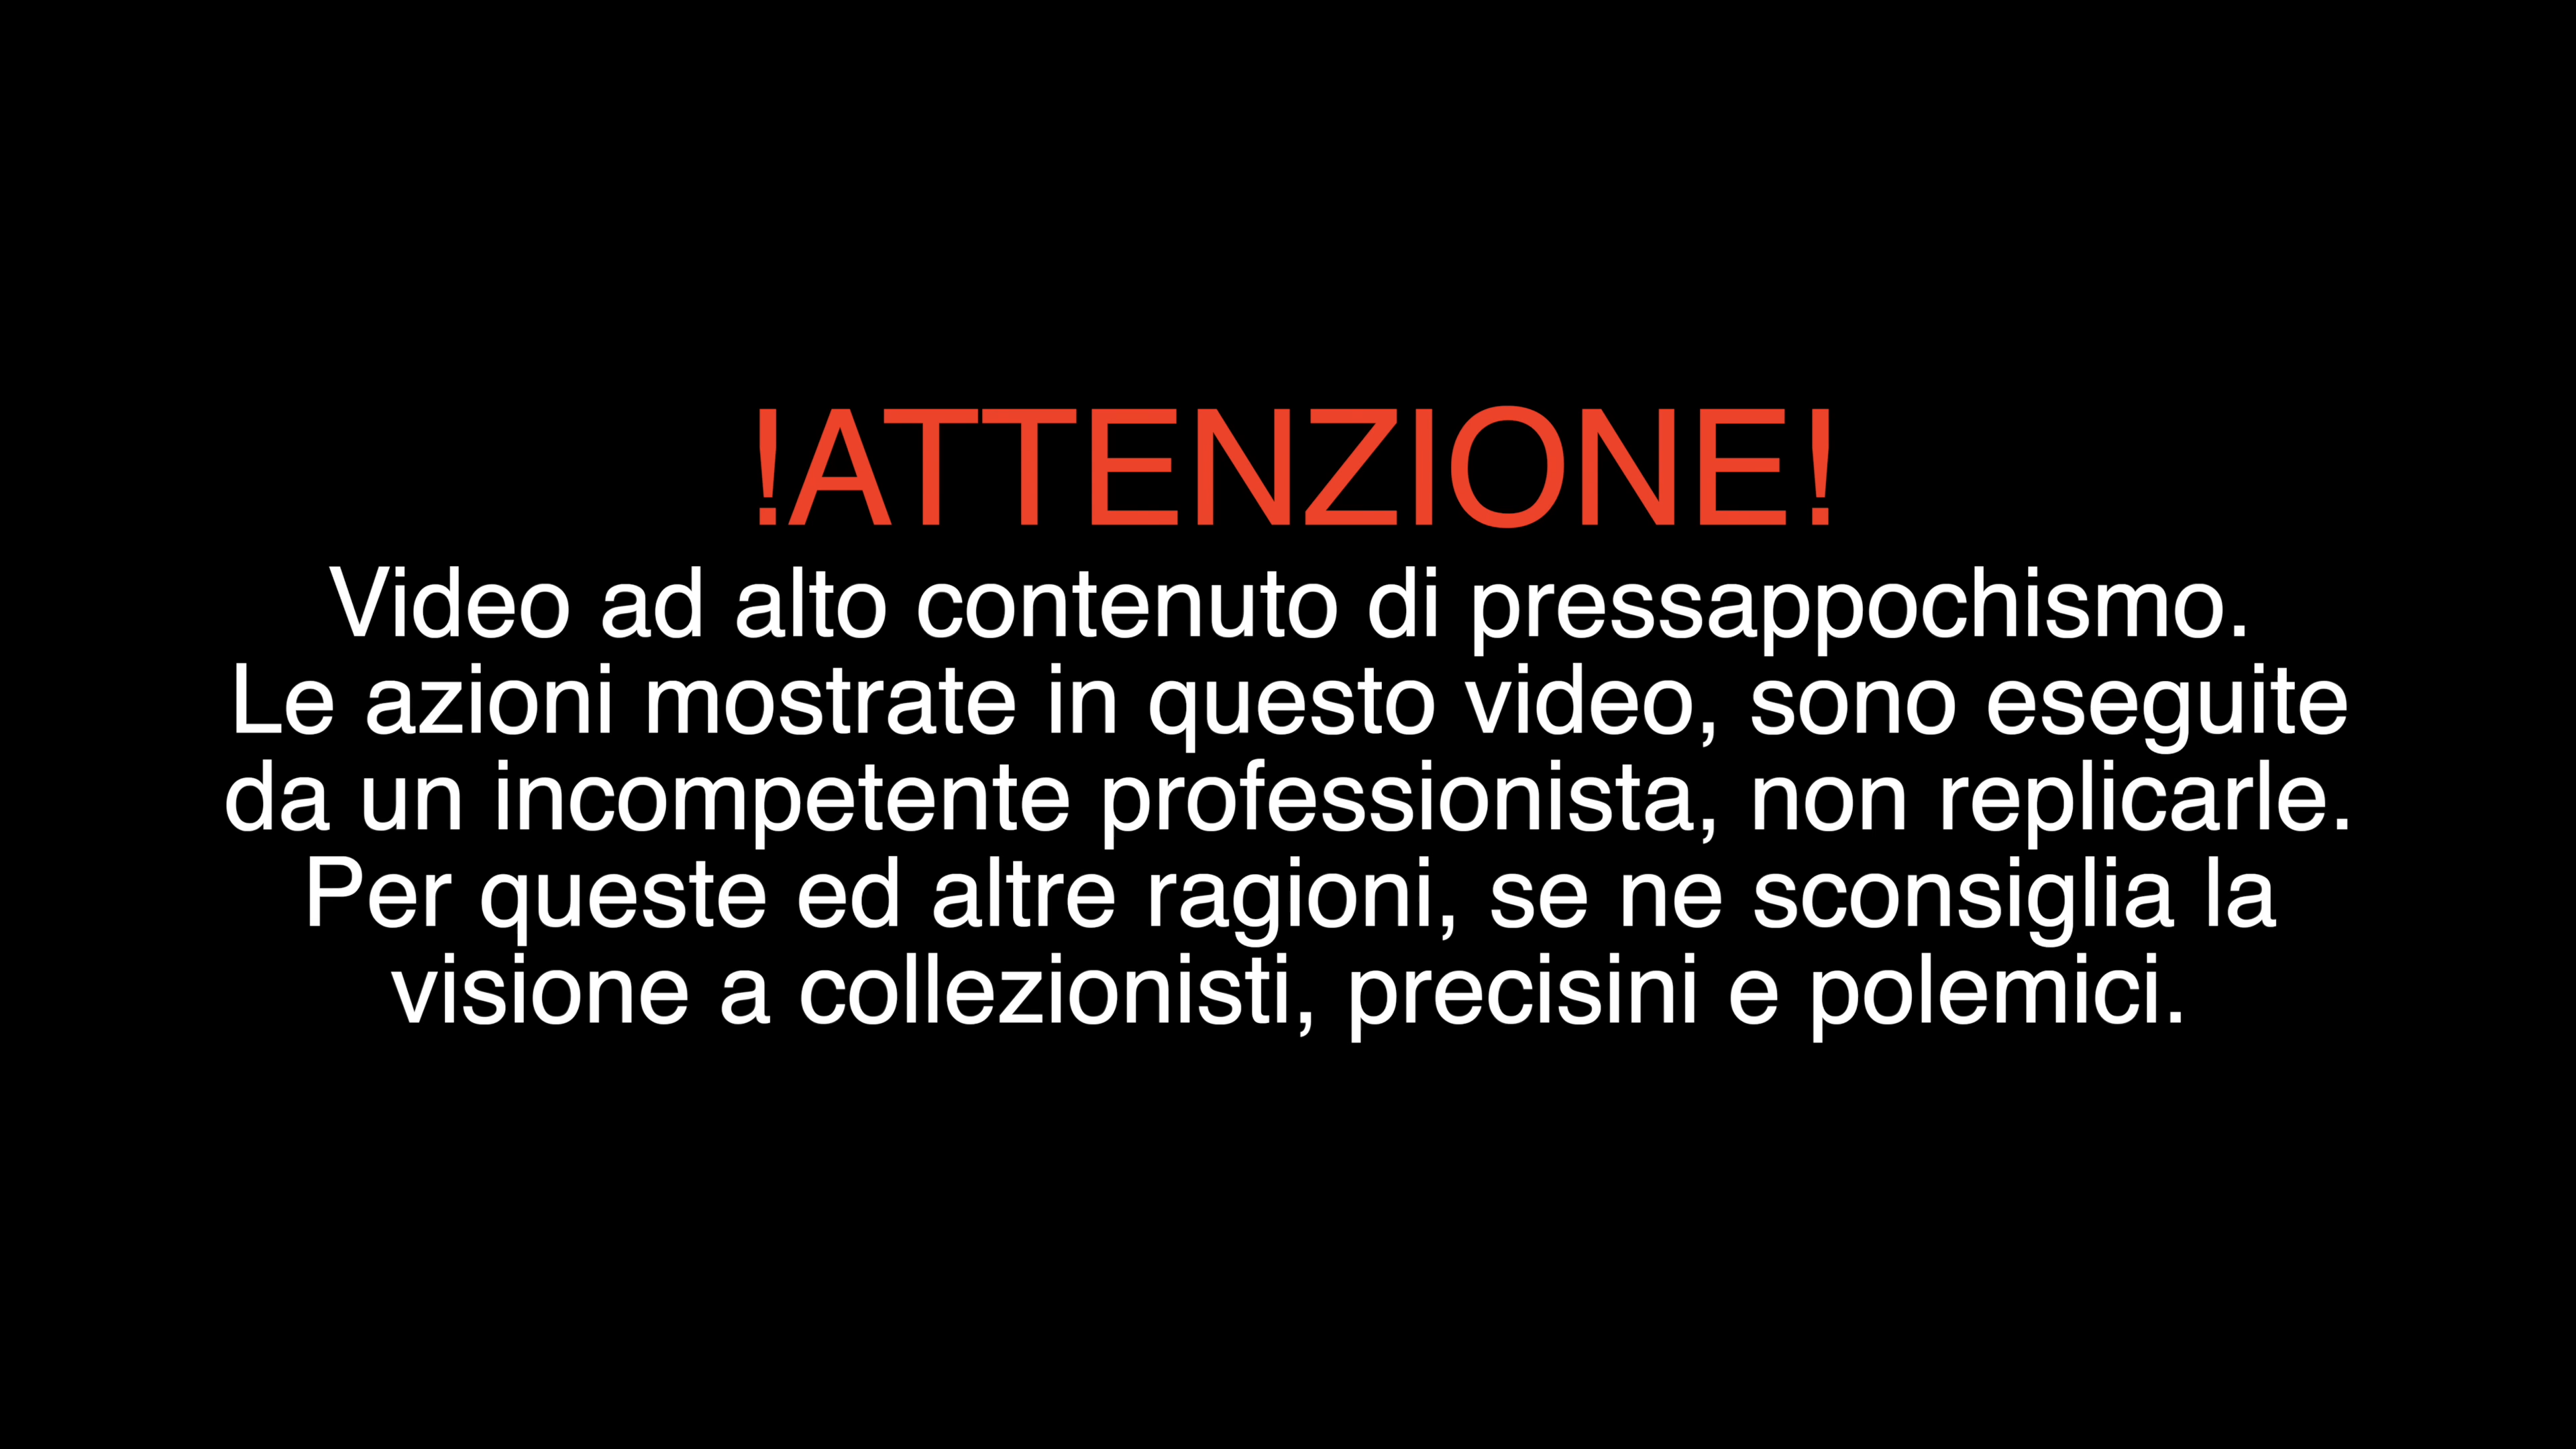 !ATTENZIONE!
Video ad alto contenuto di pressappochismo.
Le azioni mostrate in questo video, sono eseguite
da un incompetente professionista, non replicarle.
Per queste ed altre ragioni, se ne sconsiglia la
visione a collezionisti, precisini e polemici.